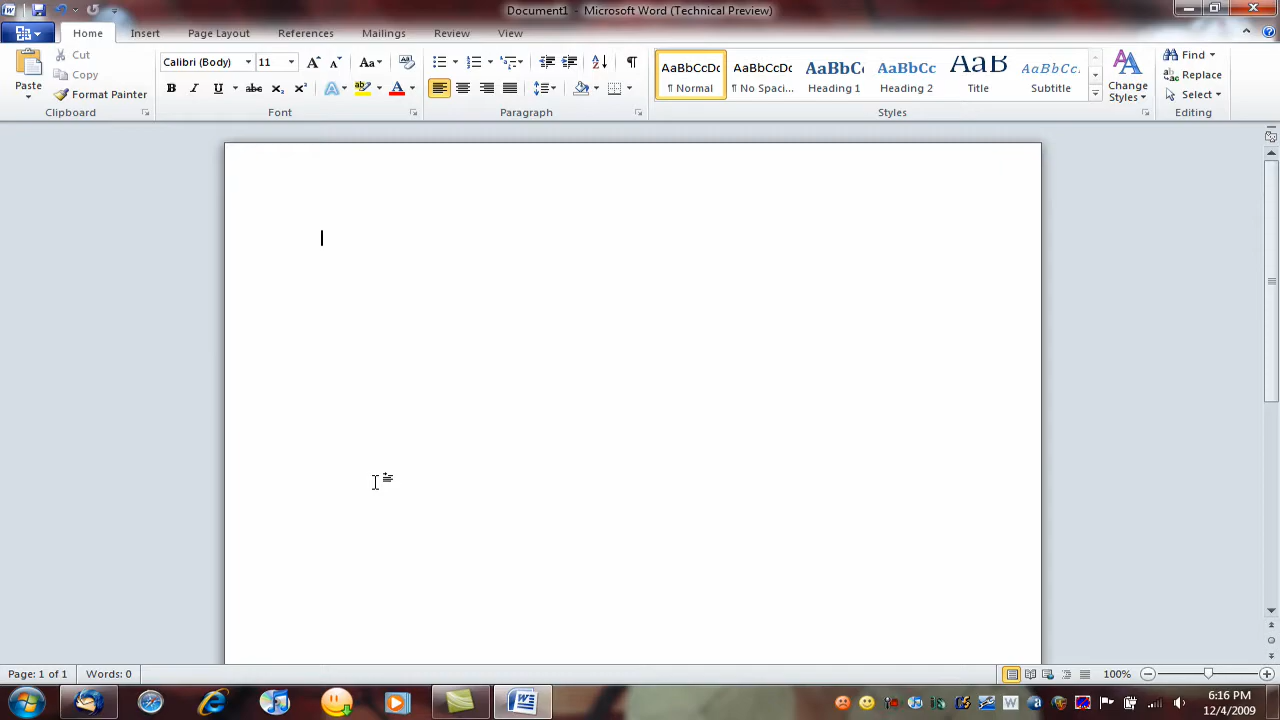 Document1 - Microsoft Word (Technical Preview)
Home Insert Page Layout References Mailings Review View
Paste
Cut
Copy
Format Painter
Clipboard
Calibri (Body) 11
Font
Paragraph
AaBbCcDc AaBbCcDc AaBbCc AaBbCc AaB AaBbCc.
¶ Normal ¶ No Spaci... Heading 1 Heading 2 Title Subtitle
Styles
Change
Styles
Find
Replace
Select
Editing
Page: 1 of 1 Words: 0 100%
6:16 PM
12/4/2009